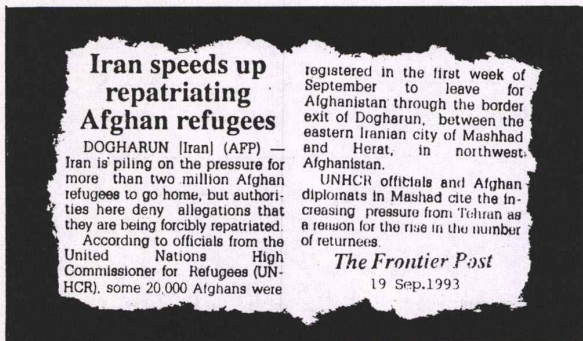 Iran speeds up
repatriating
Afghan refugees
DOGHARUN [Iran] (AFP) —
Iran is piling on the pressure for
more than two million Afghan
refugees to go home, but authori-
ties here deny allegations that
they are being forcibly repatriated.
According to officials from the
United Nations High
Commissioner for Refugees (UN-
HCR), some 20,000 Afghans were
registered in the first week of
September to leave for
Afghanistan through the border
exit of Dogharun, between the
eastern Iranian city of Mashhad
and Herat, in northwest
Afghanistan.
UNHCR officials and Afghan
diplomats in Mashad cite the in-
creasing pressure from Tehran as
a reason for the rise in the number
of returnees.
The Frontier Post
19 Sep.1993